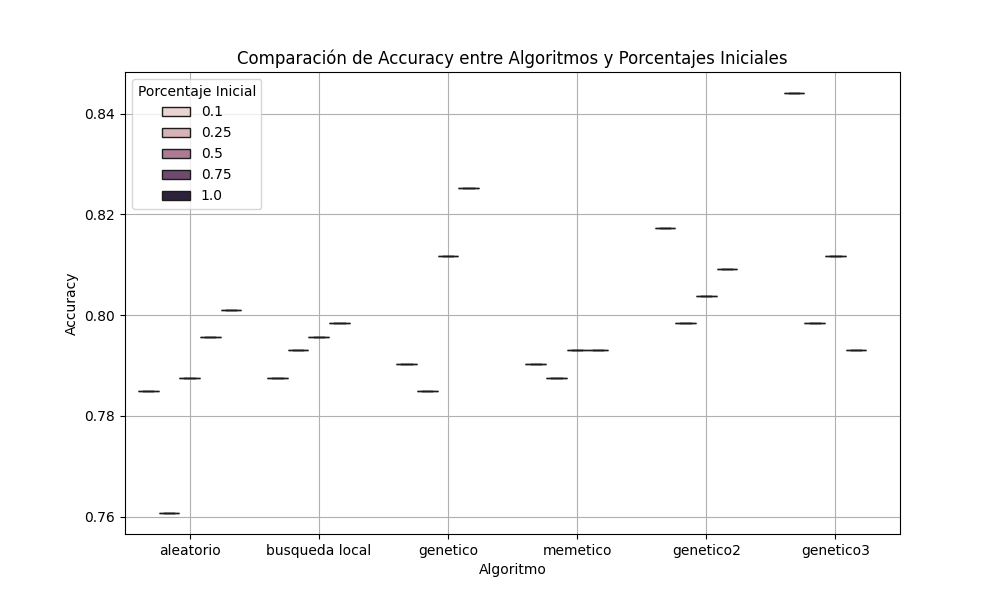 Comparación de Accuracy entre Algoritmos y Porcentajes Iniciales
Porcentaje Inicial
0.1
0.25
0.5
0.75
1.0
Accuracy
0.84
0.82
0.80
0.78
0.76
aleatorio
busqueda local
genetico
memetico
genetico2
genetico3
Algoritmo